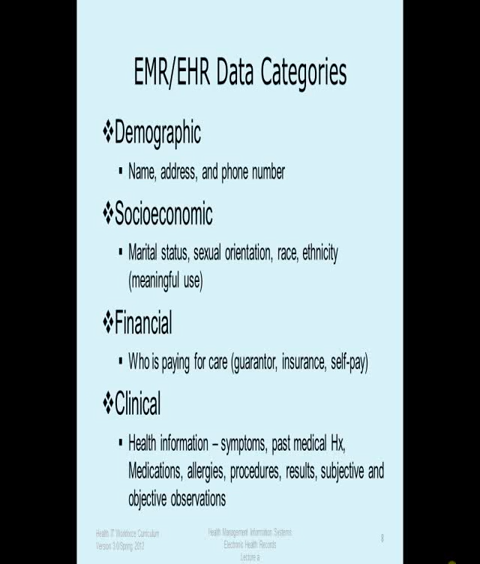 EMR/EHR Data Categories
❖Demographic
▪ Name, address, and phone number
❖Socioeconomic
▪ Marital status, sexual orientation, race, ethnicity
(meaningful use)
❖Financial
▪ Who is paying for care (guarantor, insurance, self-pay)
❖Clinical
▪ Health information – symptoms, past medical Hx,
Medications, allergies, procedures, results, subjective and
objective observations
Health IT Workforce Curriculum
Version 3.0/Spring 2012
Health Management Information Systems
Electronic Health Records
Lecture a
8